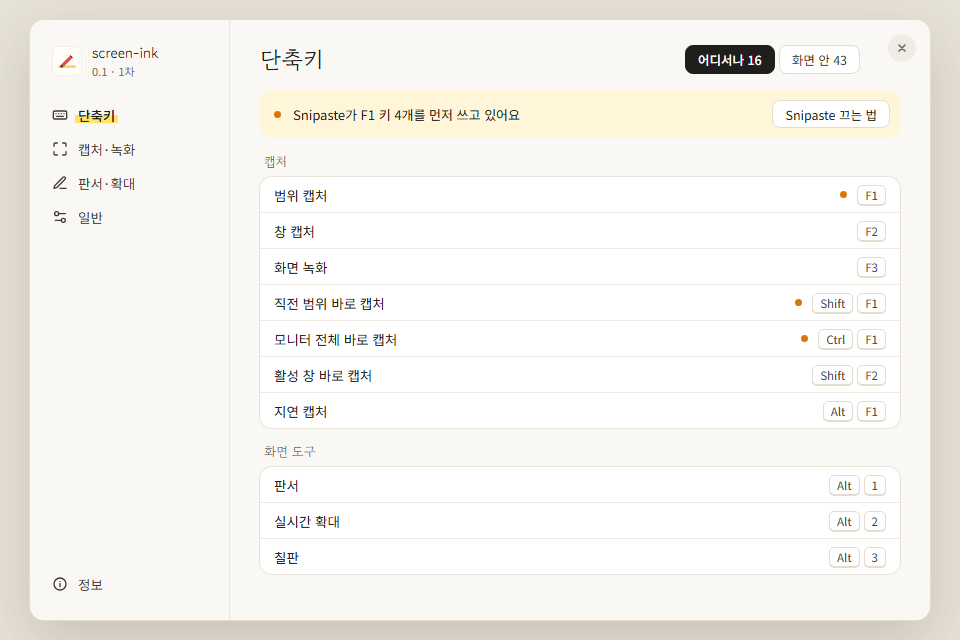 screen-ink
0.1 · 1차
단축키
캡처·녹화
판서·확대
일반
정보
단축키
어디서나 16
화면 안 43
Snipaste가 F1 키 4개를 먼저 쓰고 있어요
Snipaste 끄는 법
캡처
범위 캡처 F1
창 캡처 F2
화면 녹화 F3
직전 범위 바로 캡처 Shift F1
모니터 전체 바로 캡처 Ctrl F1
활성 창 바로 캡처 Shift F2
지연 캡처 Alt F1
화면 도구
판서 Alt 1
실시간 확대 Alt 2
칠판 Alt 3